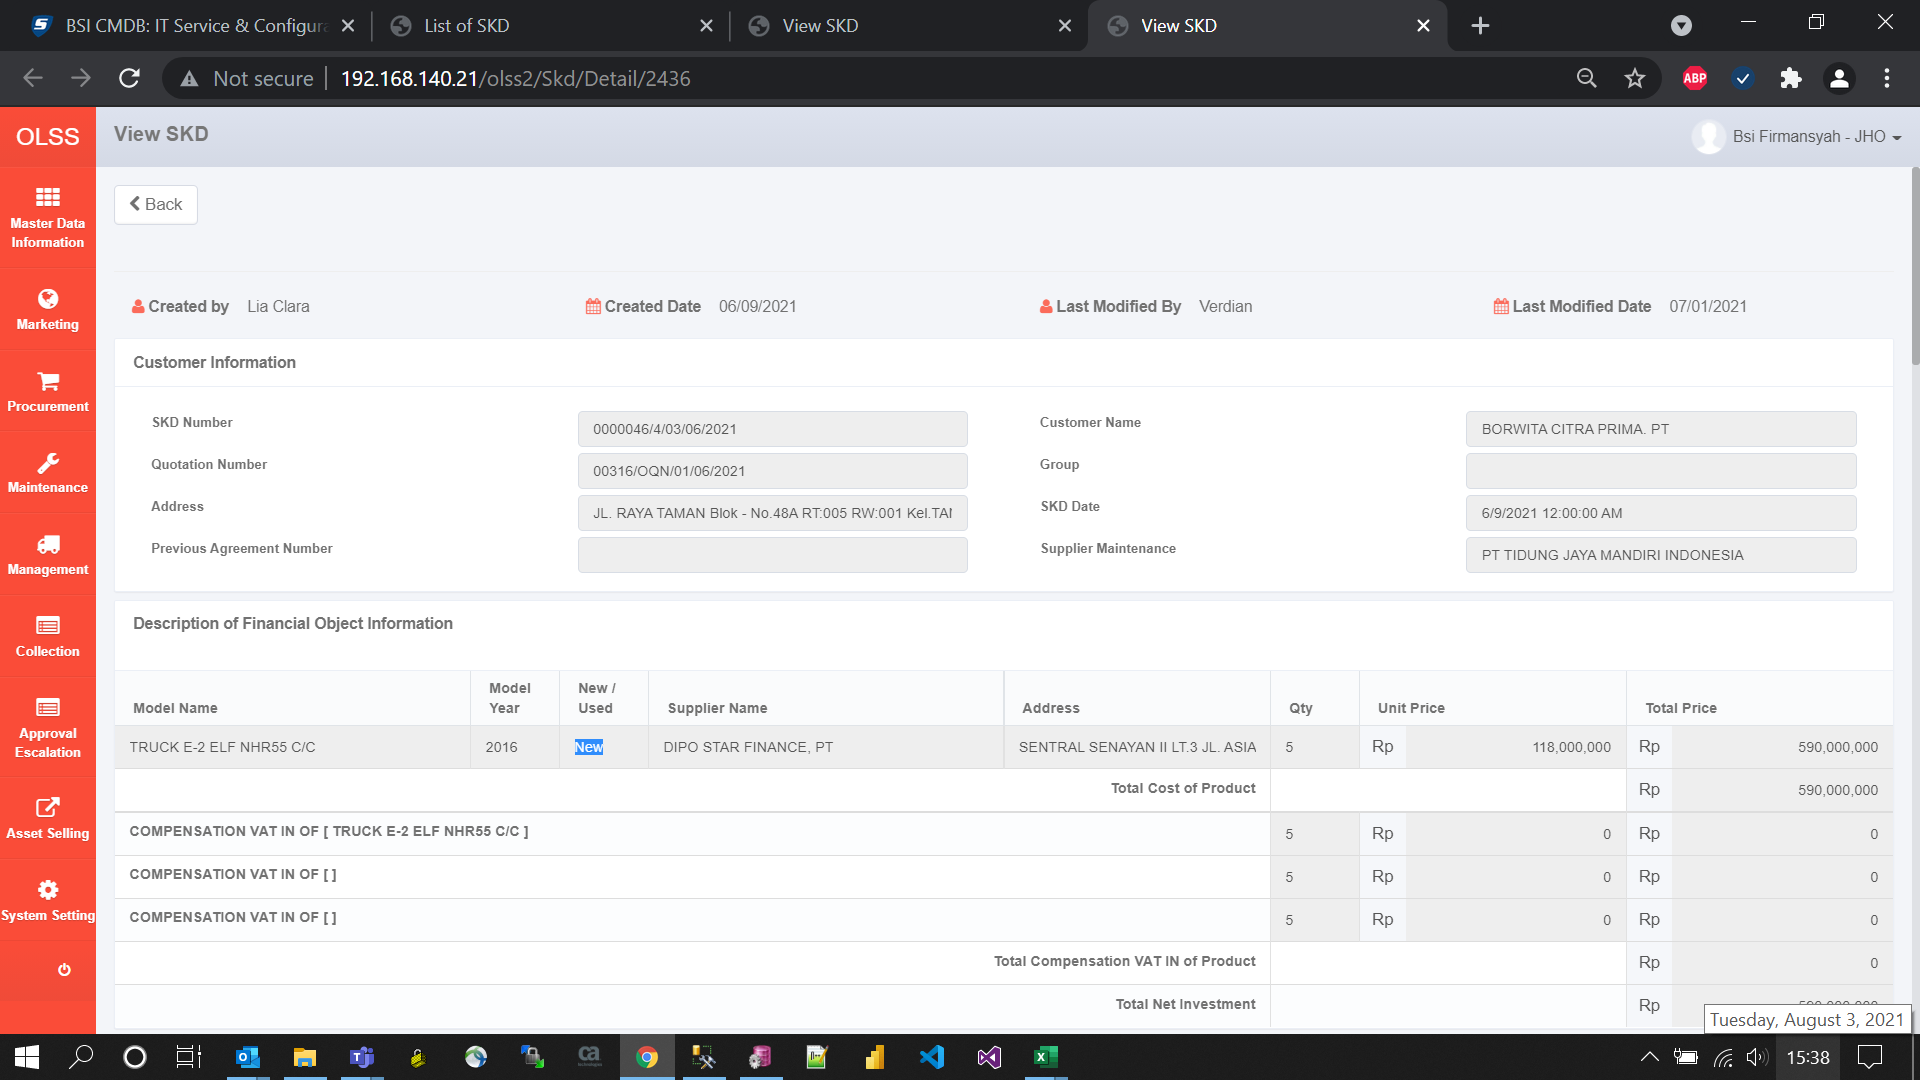 BSI CMDB: IT Service & Configura
List of SKD
View SKD
View SKD
Not secure
192.168.140.21/olss2/Skd/Detail/2436
ABP
OLSS
View SKD
Bsi Firmansyah - JHO
Back
Master Data
Information
Marketing
Procurement
Maintenance
Management
Collection
Approval
Escalation
Asset Selling
System Setting
Created by Lia Clara
Created Date 06/09/2021
Last Modified By Verdian
Last Modified Date 07/01/2021
Customer Information
SKD Number 0000046/4/03/06/2021 Customer Name BORWITA CITRA PRIMA. PT
Quotation Number 00316/OQN/01/06/2021 Group
Address JL. RAYA TAMAN Blok - No.48A RT:005 RW:001 Kel.TAM SKD Date 6/9/2021 12:00:00 AM
Previous Agreement Number Supplier Maintenance PT TIDUNG JAYA MANDIRI INDONESIA
Description of Financial Object Information
Model Name Model Year New / Used Supplier Name Address Qty Unit Price Total Price
TRUCK E-2 ELF NHR55 C/C 2016 New DIPO STAR FINANCE, PT SENTRAL SENAYAN II LT.3 JL. ASIA 5 Rp 118,000,000 Rp 590,000,000
Total Cost of Product Rp 590,000,000
COMPENSATION VAT IN OF [ TRUCK E-2 ELF NHR55 C/C ] 5 Rp 0 Rp 0
COMPENSATION VAT IN OF [ ] 5 Rp 0 Rp 0
COMPENSATION VAT IN OF [ ] 5 Rp 0 Rp 0
Total Compensation VAT IN of Product Rp 0
Total Net Investment Rp
Tuesday, August 3, 2021
15:38